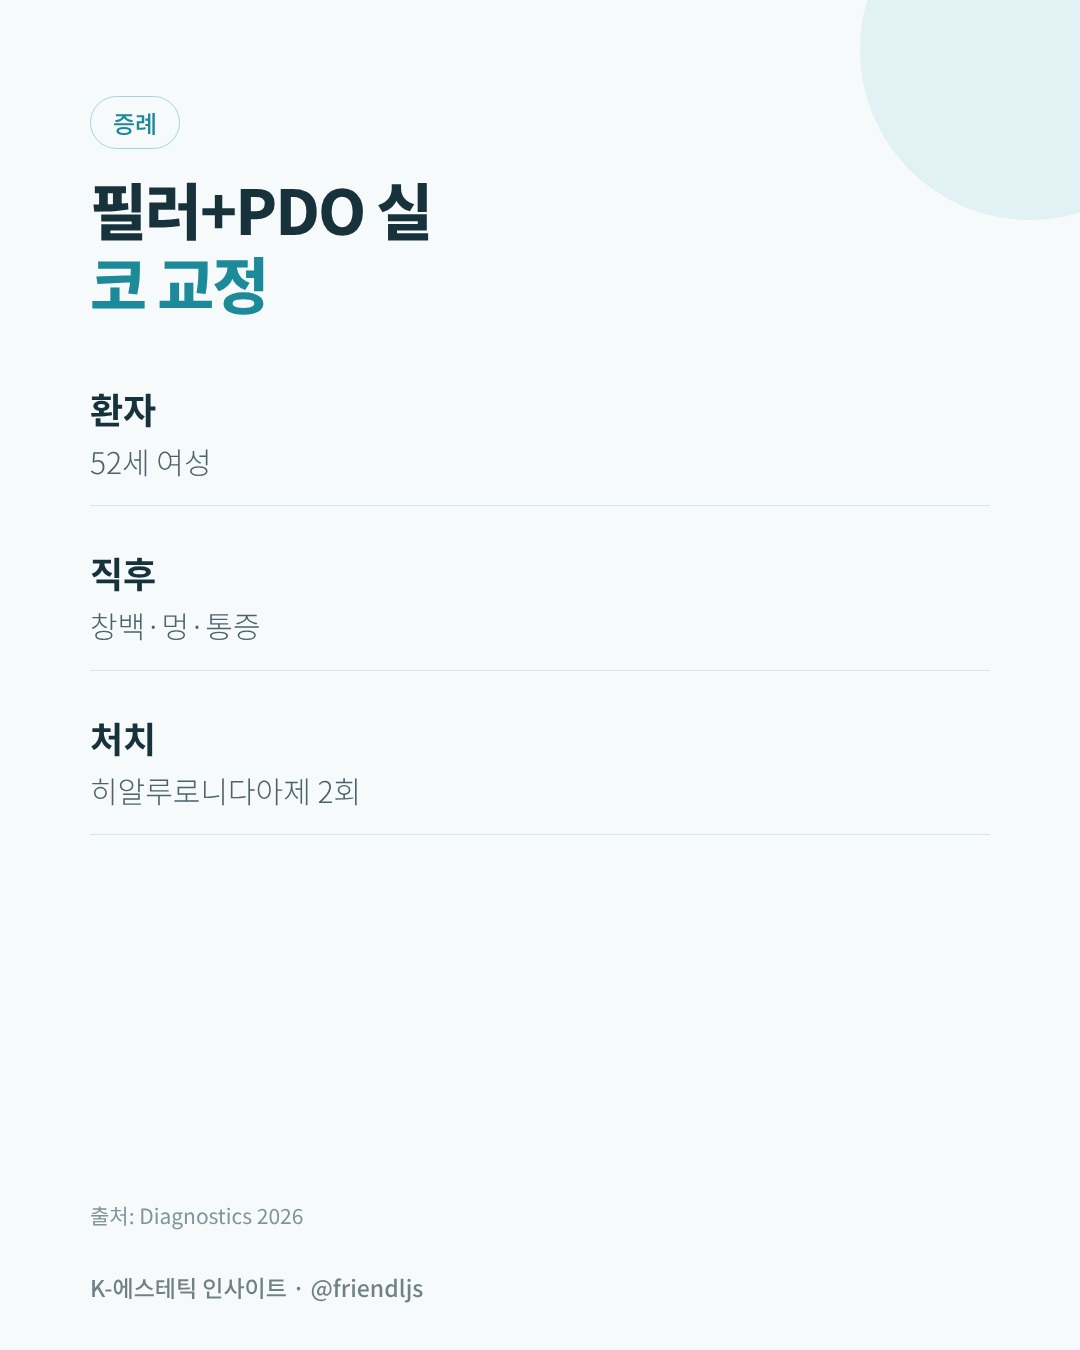 증례
필러+PDO 실
코 교정
환자
52세 여성
직후
창백·멍·통증
처치
히알루로니다아제 2회
출처: Diagnostics 2026
K-에스테틱 인사이트 · @friendljs